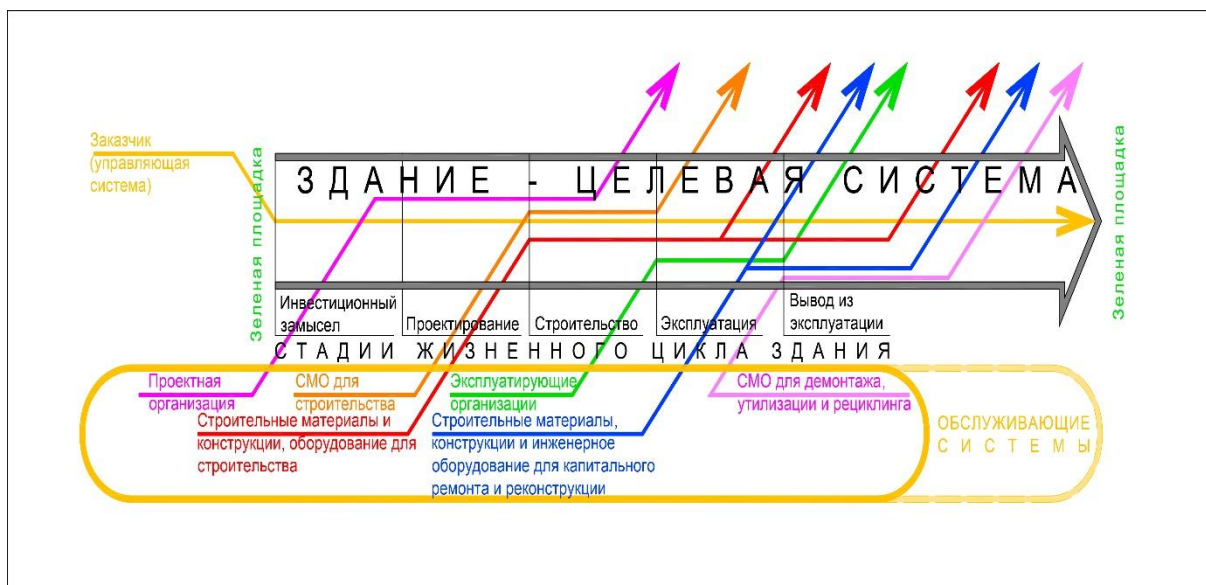 Заказчик
(управляющая
система)
Зеленая площадка
ЗДАНИЕ - ЦЕЛЕВАЯ СИСТЕМА
Зеленая площадка
Инвестиционный
замысел
Проектирование
Строительство
Эксплуатация
Вывод из
эксплуатации
СТАДИИ ЖИЗНЕННОГО ЦИКЛА ЗДАНИЯ
Проектная
организация
СМО для
строительства
Эксплуатирующие
организации
СМО для демонтажа,
утилизации и рециклинга
Строительные материалы и
конструкции, оборудование для
строительства
Строительные материалы,
конструкции и инженерное
оборудование для капитального
ремонта и реконструкции
ОБСЛУЖИВАЮЩИЕ
СИСТЕМЫ